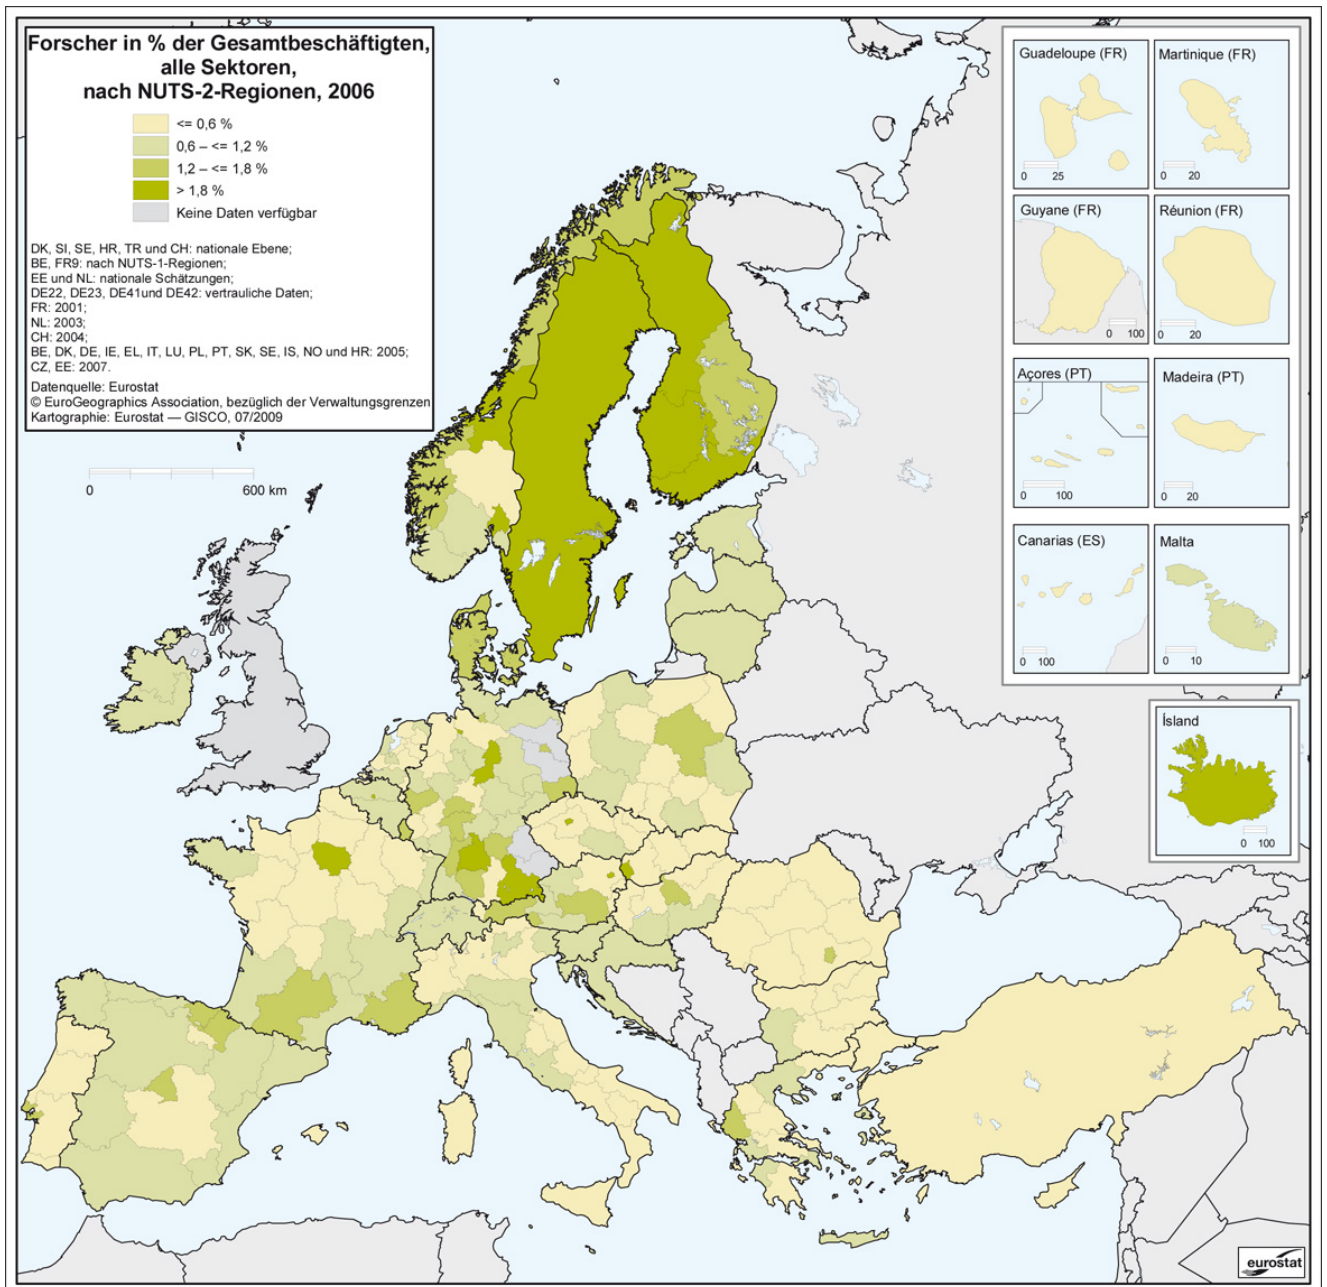 Forscher in % der Gesamtbeschäftigten,
alle Sektoren,
nach NUTS-2-Regionen, 2006
<= 0,6 %
0,6 – <= 1,2 %
1,2 – <= 1,8 %
> 1,8 %
Keine Daten verfügbar
DK, SI, SE, HR, TR und CH: nationale Ebene;
BE, FR9: nach NUTS-1-Regionen;
EE und NL: nationale Schätzungen;
DE22, DE23, DE41und DE42: vertrauliche Daten;
FR: 2001;
NL: 2003;
CH: 2004;
BE, DK, DE, IE, EL, IT, LU, PL, PT, SK, SE, IS, NO und HR: 2005;
CZ, EE: 2007.
Datenquelle: Eurostat
© EuroGeographics Association, bezüglich der Verwaltungsgrenzen
Kartographie: Eurostat — GISCO, 07/2009
0 600 km
Guadeloupe (FR)
0 25
Martinique (FR)
0 20
Guyane (FR)
0 100
Réunion (FR)
0 20
Açores (PT)
0 100
Madeira (PT)
0 20
Canarias (ES)
0 100
Malta
0 10
Ísland
0 100
eurostat